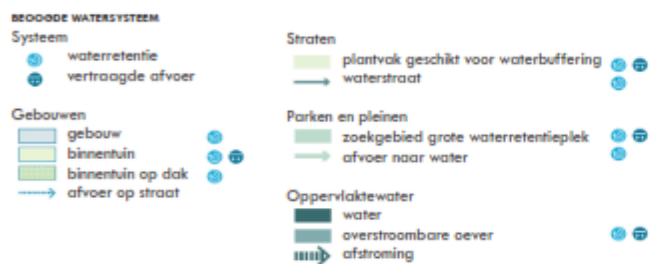 BEOOGDE WATERSYSTEEM
Systeem
waterretentie
vertraagde afvoer
Gebouwen
gebouw
binnentuin
binnentuin op dak
afvoer op straat
Straten
plantvak geschikt voor waterbuffering
waterstraat
Parken en pleinen
zoekgebied grote waterretentieplek
afvoer naar water
Oppervlaktewater
water
overstroombare oever
afstroming